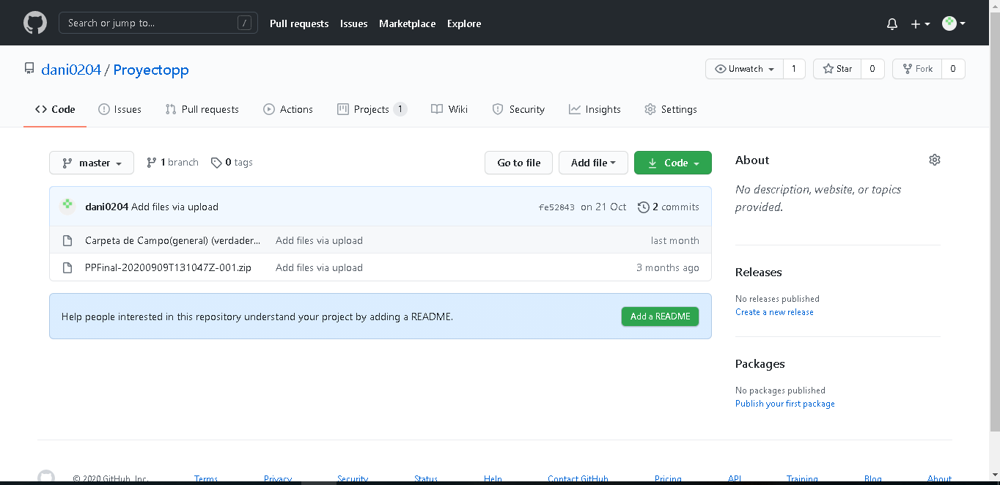 Search or jump to... / Pull requests Issues Marketplace Explore
dani0204 / Proyectopp Unwatch 1 Star 0 Fork 0
Code Issues Pull requests Actions Projects 1 Wiki Security Insights Settings
master 1 branch 0 tags Go to file Add file Code
dani0204 Add files via upload fe52843 on 21 Oct 2 commits
Carpeta de Campo(general) (verdader... Add files via upload last month
PPFinal-20200909T131047Z-001.zip Add files via upload 3 months ago
Help people interested in this repository understand your project by adding a README. Add a README
About
No description, website, or topics
provided.
Releases
No releases published
Create a new release
Packages
No packages published
Publish your first package
© 2020 GitHub, Inc. Terms Privacy Security Status Help Contact GitHub Pricing API Training Blog About